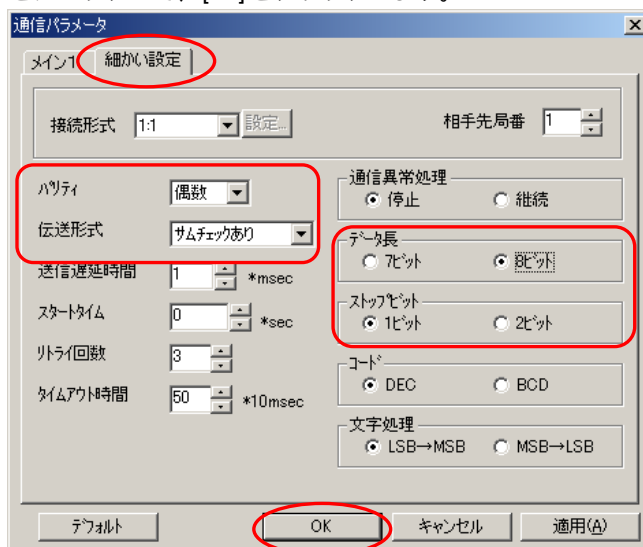 通信パラメータ
メイン1 細かい設定
接続形式 1:1 設定... 相手先局番 1
パリティ 偶数
伝送形式 サムチェックあり
送信遅延時間 1 *msec
スタートタイム 0 *sec
リトライ回数 3
タイムアウト時間 50 *10msec
通信異常処理
停止 継続
データ長
7ビット 8ビット
ストップビット
1ビット 2ビット
コード
DEC BCD
文字処理
LSB→MSB MSB→LSB
デフォルト OK キャンセル 適用(A)